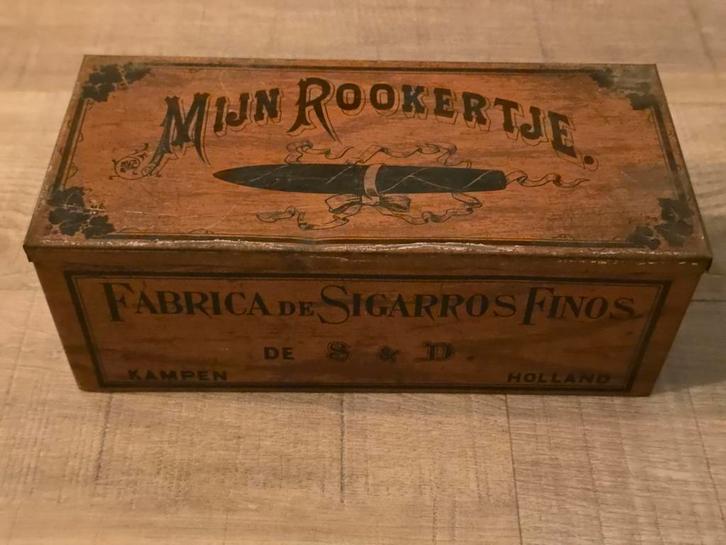 MIJN ROOKERTJE.
FABRICA DE SIGARROS FINOS
DE S & D.
KAMPEN HOLLAND